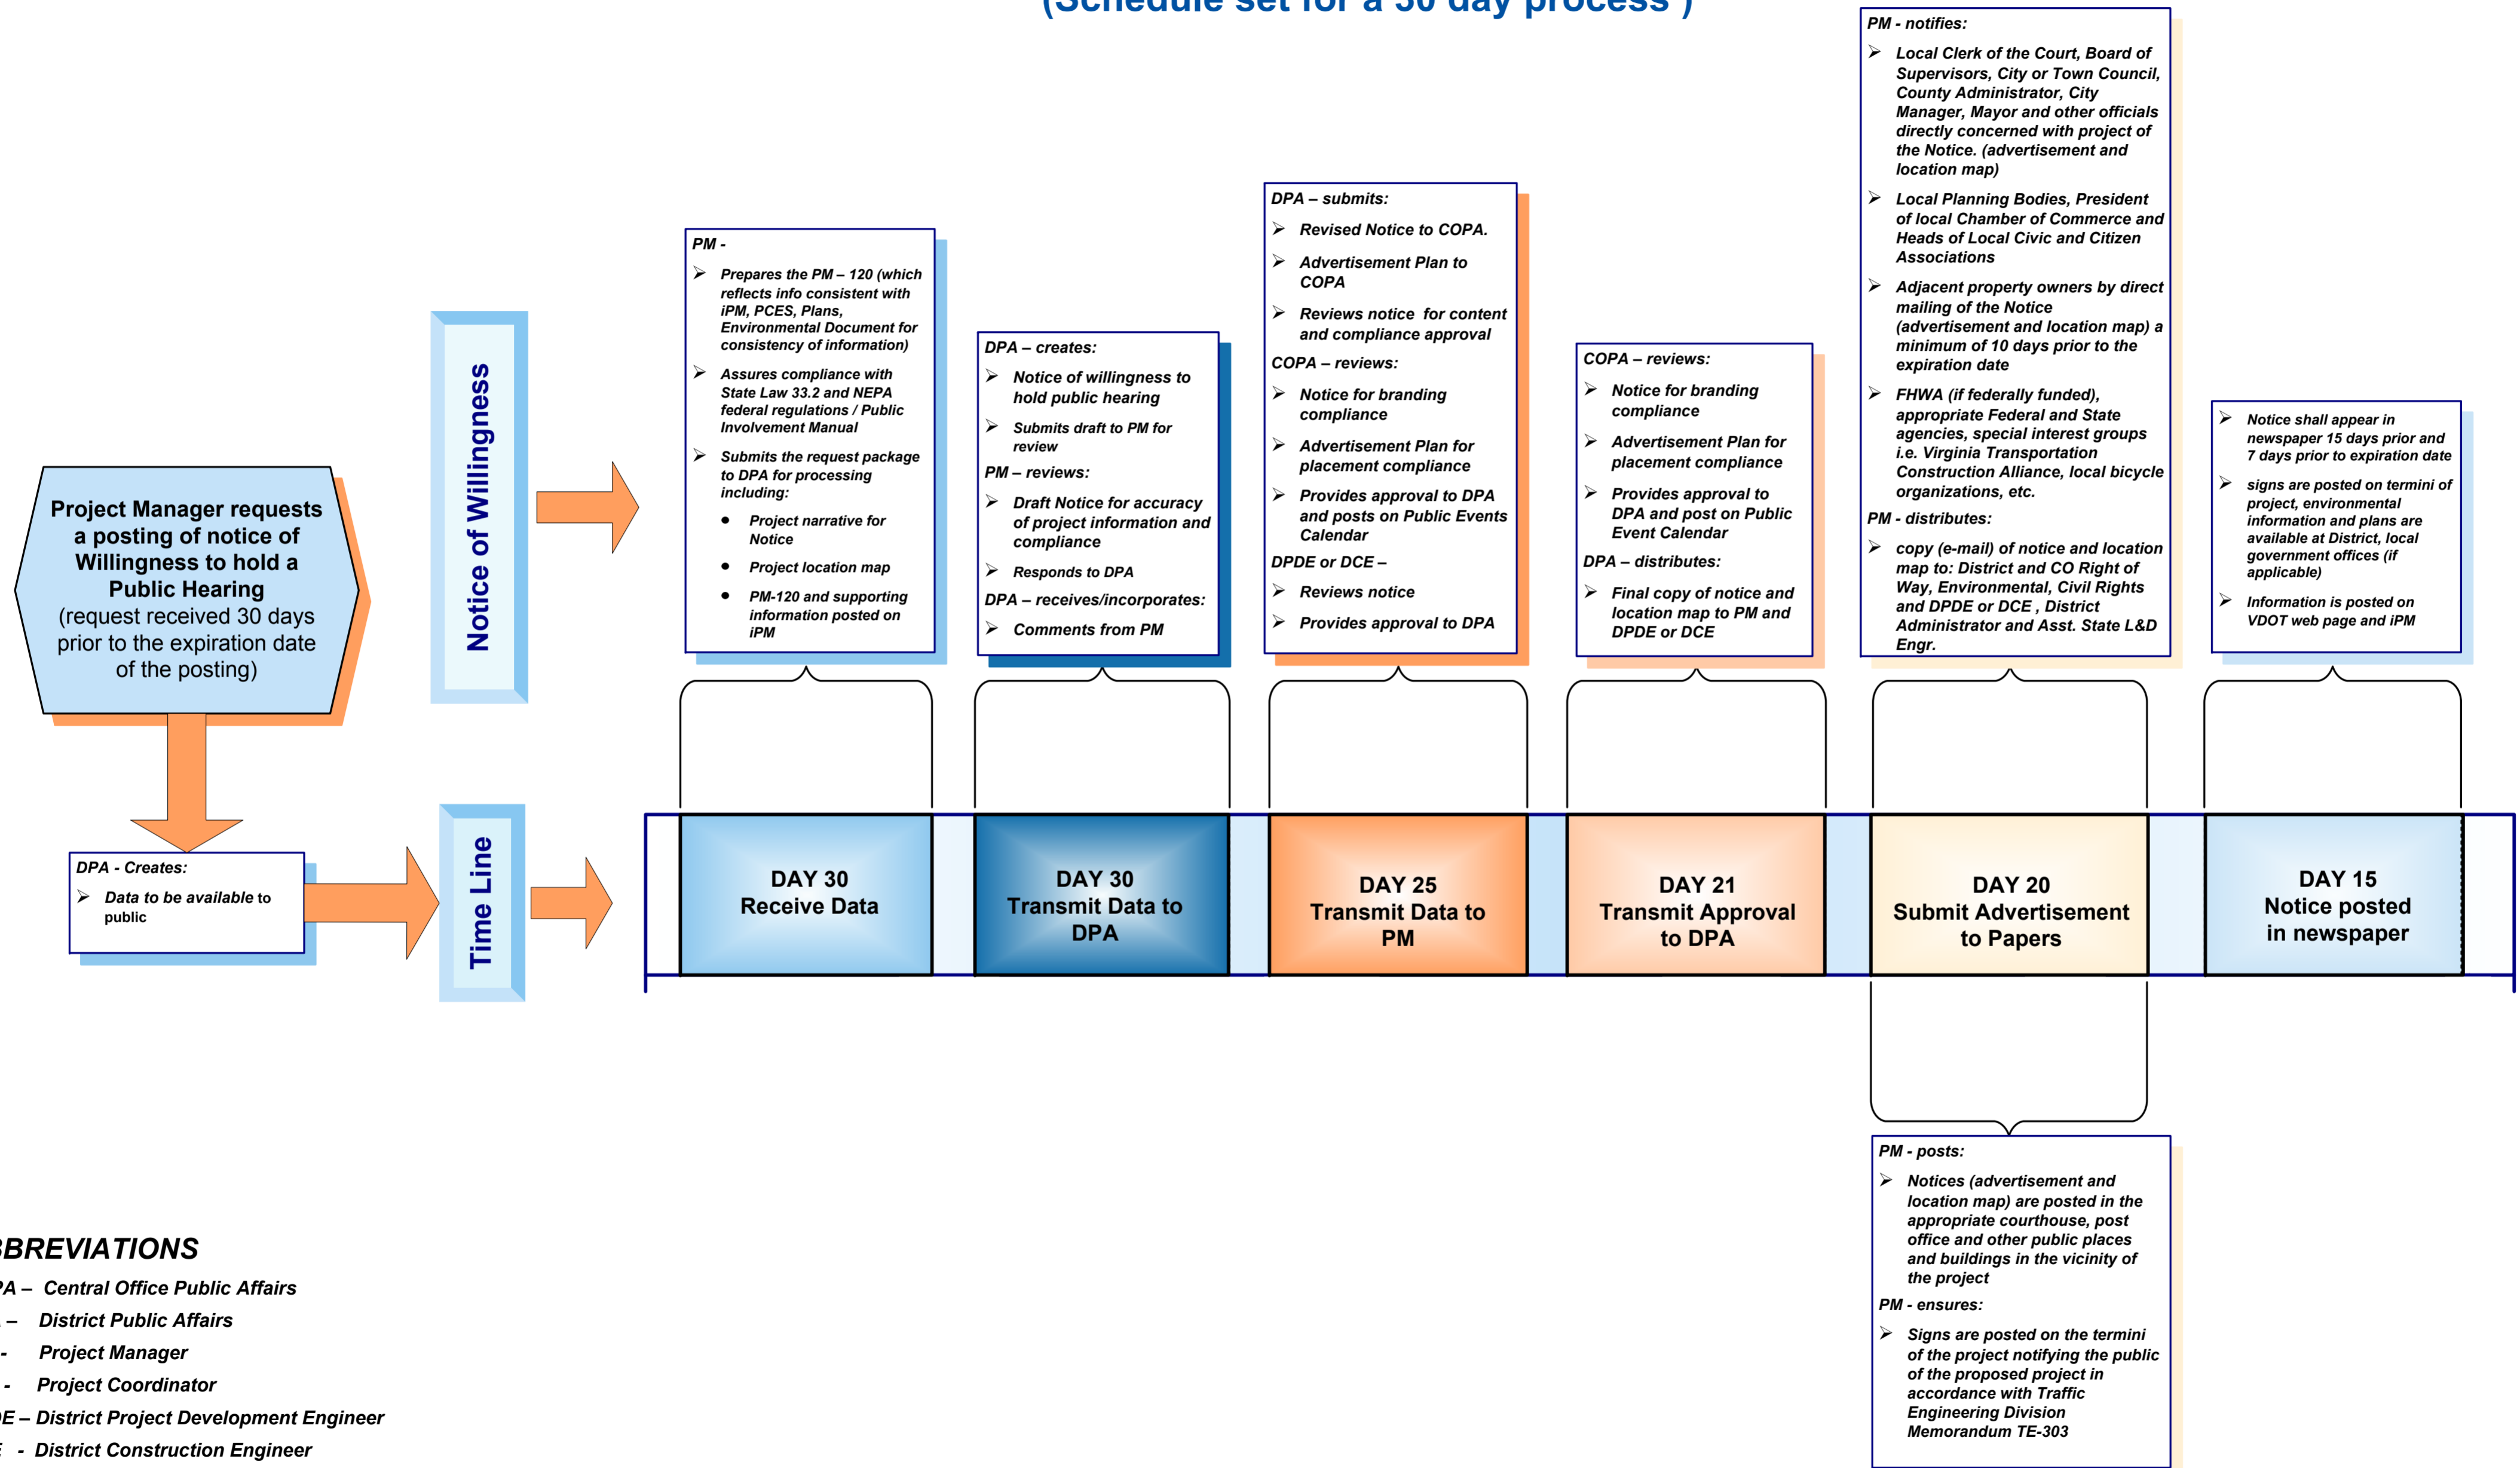 (Schedule set for a 30 day process )
Project Manager requests
a posting of notice of
Willingness to hold a
Public Hearing
(request received 30 days
prior to the expiration date
of the posting)
DPA - Creates:
➢ Data to be available to
public
Notice of Willingness
Time Line
PM -
➢ Prepares the PM – 120 (which
reflects info consistent with
iPM, PCES, Plans,
Environmental Document for
consistency of information)
➢ Assures compliance with
State Law 33.2 and NEPA
federal regulations / Public
Involvement Manual
➢ Submits the request package
to DPA for processing
including:
• Project narrative for
Notice
• Project location map
• PM-120 and supporting
information posted on
iPM
DPA – creates:
➢ Notice of willingness to
hold public hearing
➢ Submits draft to PM for
review
PM – reviews:
➢ Draft Notice for accuracy
of project information and
compliance
➢ Responds to DPA
DPA – receives/incorporates:
➢ Comments from PM
DPA – submits:
➢ Revised Notice to COPA.
➢ Advertisement Plan to
COPA
➢ Reviews notice for content
and compliance approval
COPA – reviews:
➢ Notice for branding
compliance
➢ Advertisement Plan for
placement compliance
➢ Provides approval to DPA
and posts on Public Events
Calendar
DPDE or DCE –
➢ Reviews notice
➢ Provides approval to DPA
COPA – reviews:
➢ Notice for branding
compliance
➢ Advertisement Plan for
placement compliance
➢ Provides approval to
DPA and post on Public
Event Calendar
DPA – distributes:
➢ Final copy of notice and
location map to PM and
DPDE or DCE
PM - notifies:
➢ Local Clerk of the Court, Board of
Supervisors, City or Town Council,
County Administrator, City
Manager, Mayor and other officials
directly concerned with project of
the Notice. (advertisement and
location map)
➢ Local Planning Bodies, President
of local Chamber of Commerce and
Heads of Local Civic and Citizen
Associations
➢ Adjacent property owners by direct
mailing of the Notice
(advertisement and location map) a
minimum of 10 days prior to the
expiration date
➢ FHWA (if federally funded),
appropriate Federal and State
agencies, special interest groups
i.e. Virginia Transportation
Construction Alliance, local bicycle
organizations, etc.
PM - distributes:
➢ copy (e-mail) of notice and location
map to: District and CO Right of
Way, Environmental, Civil Rights
and DPDE or DCE , District
Administrator and Asst. State L&D
Engr.
➢ Notice shall appear in
newspaper 15 days prior and
7 days prior to expiration date
➢ signs are posted on termini of
project, environmental
information and plans are
available at District, local
government offices (if
applicable)
➢ Information is posted on
VDOT web page and iPM
DAY 30
Receive Data
DAY 30
Transmit Data to
DPA
DAY 25
Transmit Data to
PM
DAY 21
Transmit Approval
to DPA
DAY 20
Submit Advertisement
to Papers
DAY 15
Notice posted
in newspaper
PM - posts:
➢ Notices (advertisement and
location map) are posted in the
appropriate courthouse, post
office and other public places
and buildings in the vicinity of
the project
PM - ensures:
➢ Signs are posted on the termini
of the project notifying the public
of the proposed project in
accordance with Traffic
Engineering Division
Memorandum TE-303
BBREVIATIONS
PA – Central Office Public Affairs
– District Public Affairs
- Project Manager
- Project Coordinator
DE – District Project Development Engineer
E - District Construction Engineer